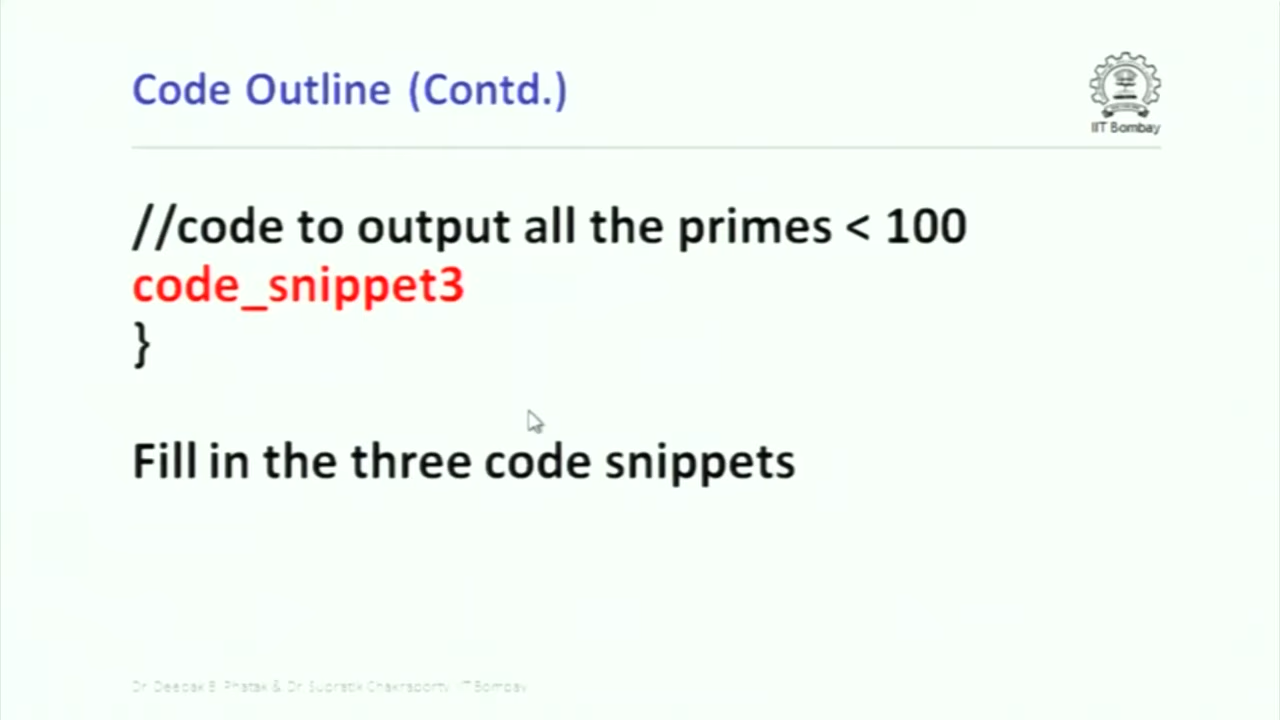 Code Outline (Contd.)
IIT Bombay
//code to output all the primes < 100
code_snippet3
}
Fill in the three code snippets
Dr. Deepak B. Phatak & Dr. Supratik Chakraborty, IIT Bombay